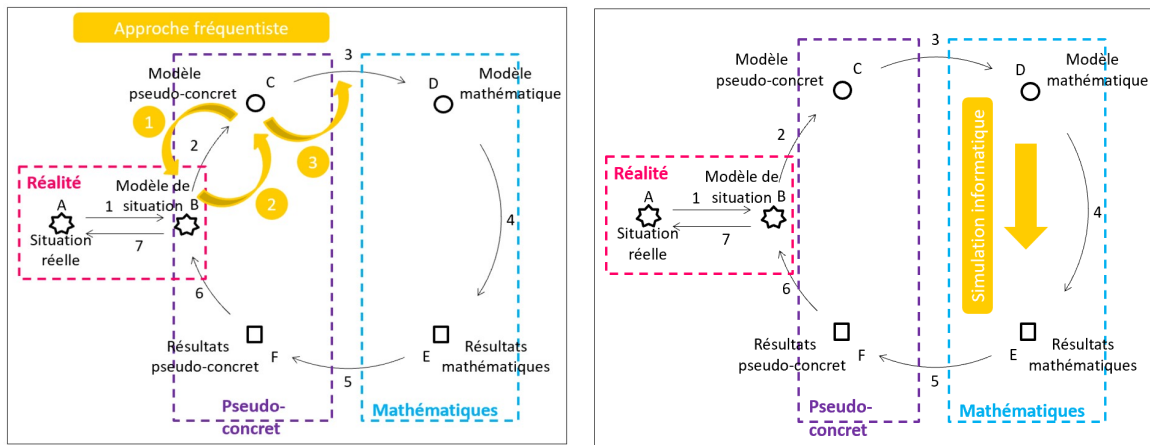 Approche fréquentiste
3
Modèle
pseudo-concret
C
D
Modèle
mathématique
1
2
3
2
Réalité
A
1
Modèle de
situation
B
7
Situation
réelle
4
6
Résultats
pseudo-concret
F
E
Résultats
mathématiques
5
Pseudo-
concret
Mathématiques
3
Modèle
pseudo-concret
C
D
Modèle
mathématique
2
Réalité
A
1
Modèle de
situation
B
7
Situation
réelle
Simulation informatique
4
6
Résultats
pseudo-concret
F
E
Résultats
mathématiques
5
Pseudo-
concret
Mathématiques